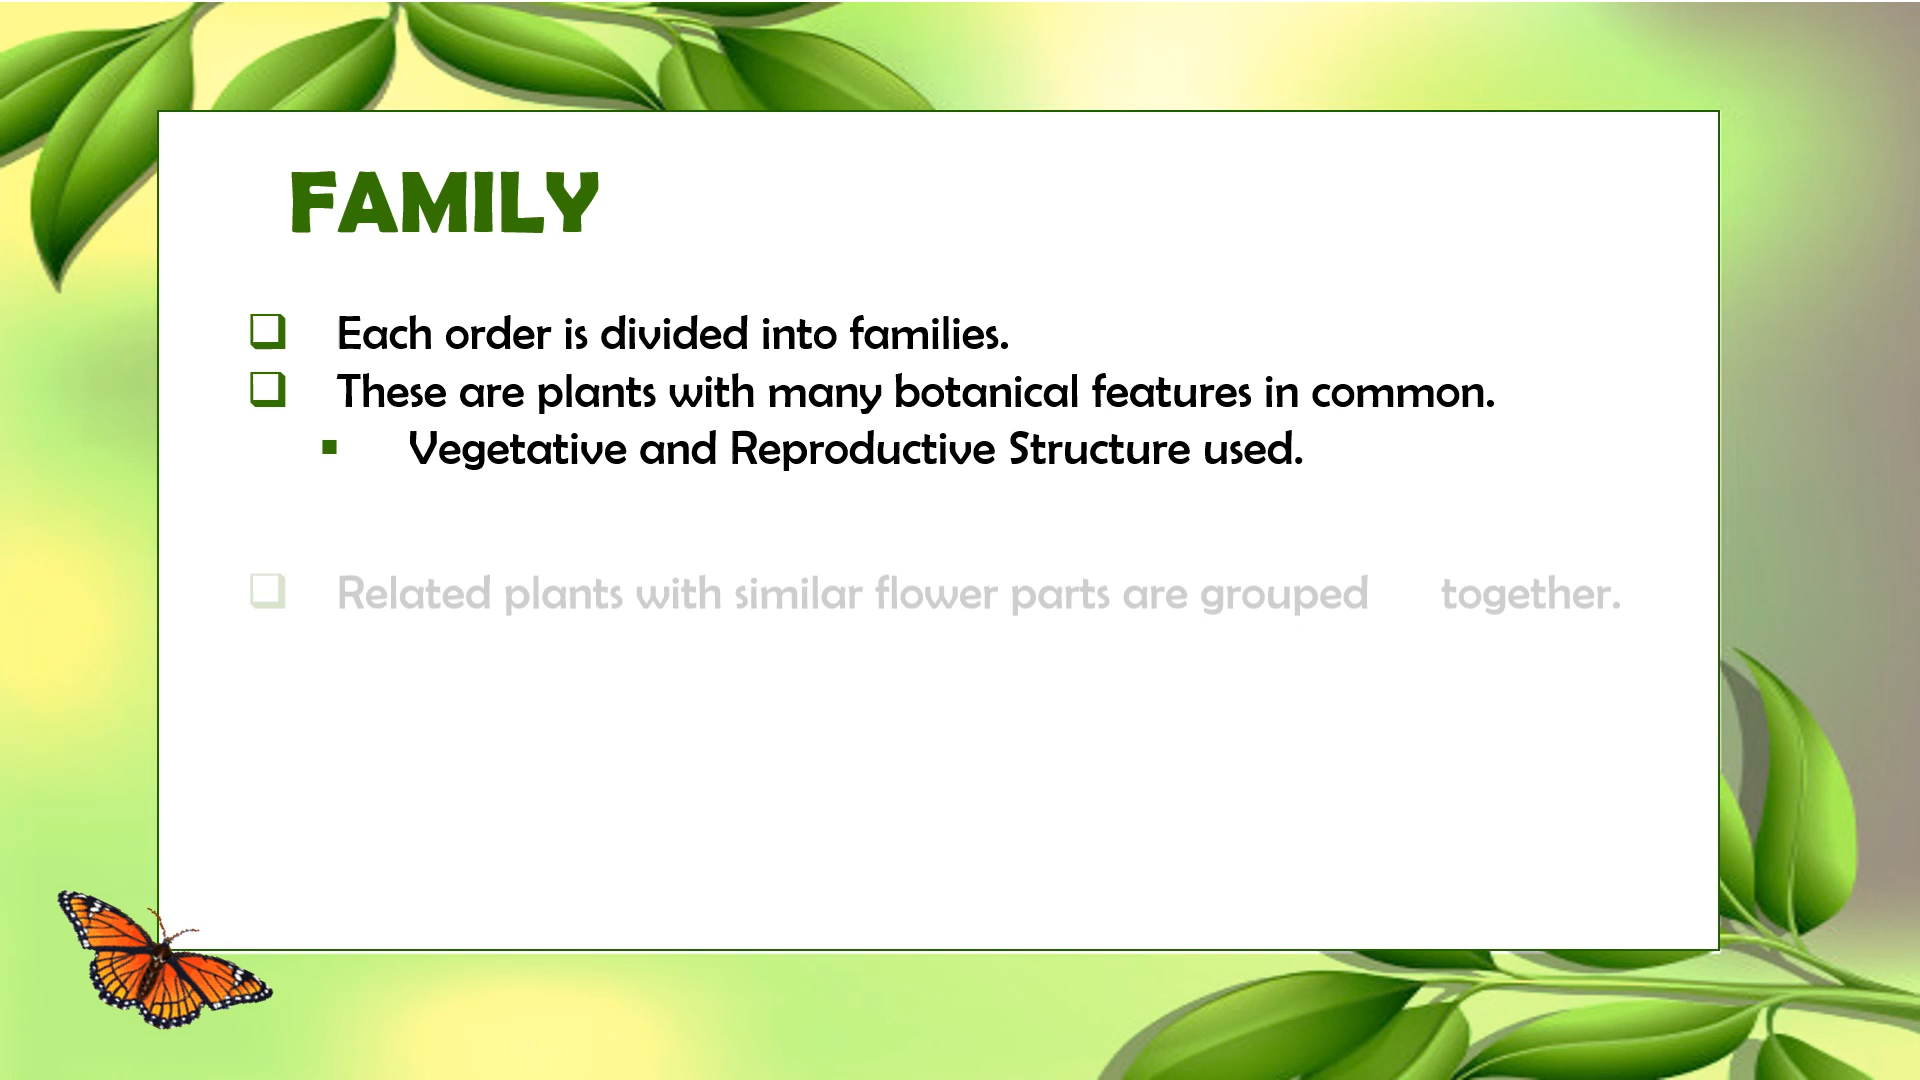 FAMILY
Each order is divided into families.
These are plants with many botanical features in common.
Vegetative and Reproductive Structure used.
Related plants with similar flower parts are grouped together.